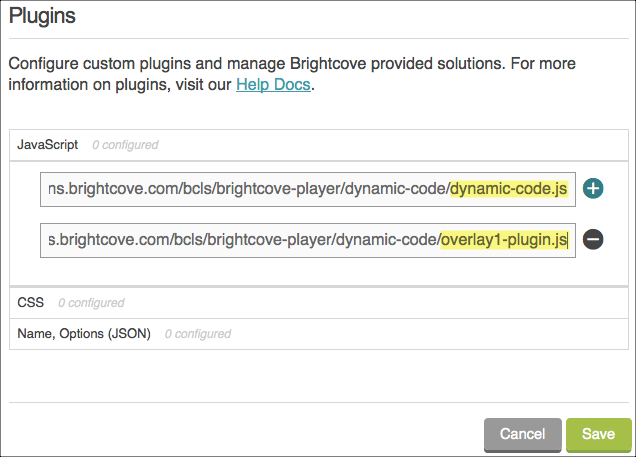 Plugins
Configure custom plugins and manage Brightcove provided solutions. For more
information on plugins, visit our Help Docs.
JavaScript 0 configured
ns.brightcove.com/bcls/brightcove-player/dynamic-code/dynamic-code.js
s.brightcove.com/bcls/brightcove-player/dynamic-code/overlay1-plugin.js
CSS 0 configured
Name, Options (JSON) 0 configured
Cancel Save